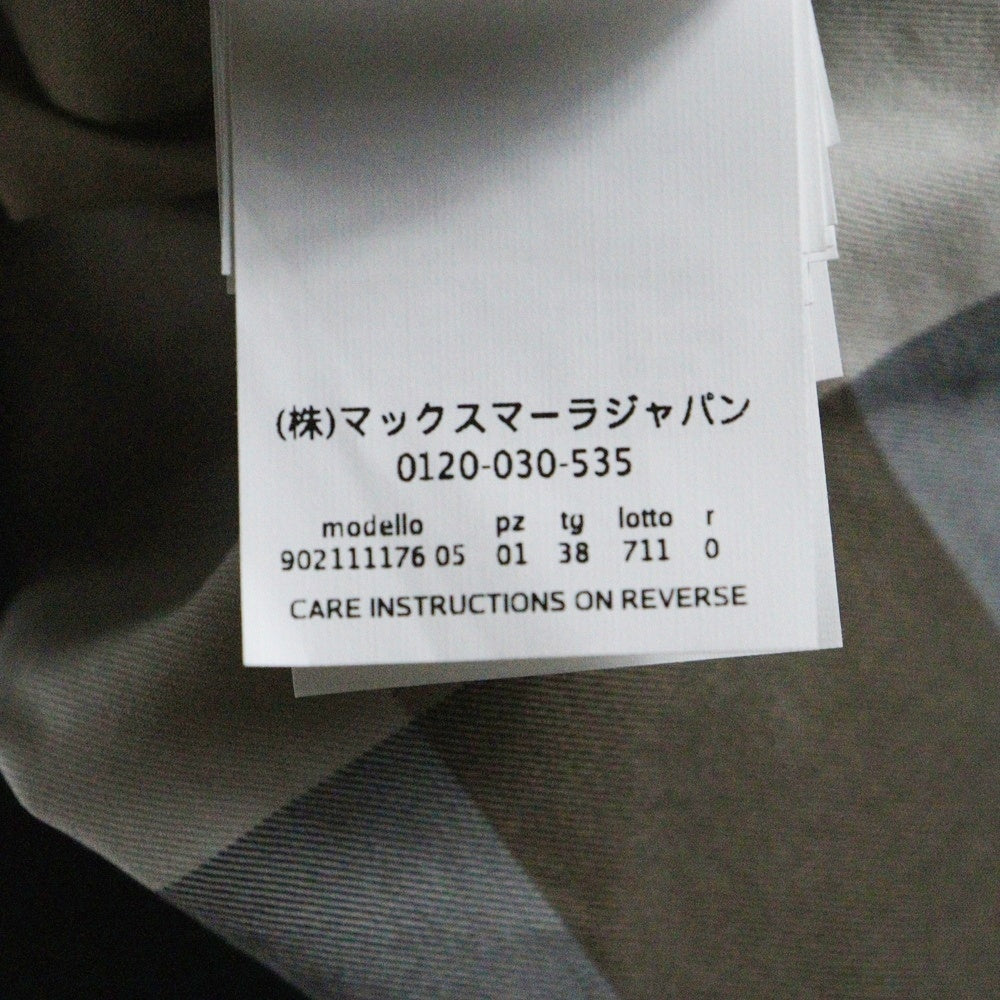 (株)マックスマーラジャパン
0120-030-535
modello pz tg lotto r
902111176 05 01 38 711 0
CARE INSTRUCTIONS ON REVERSE